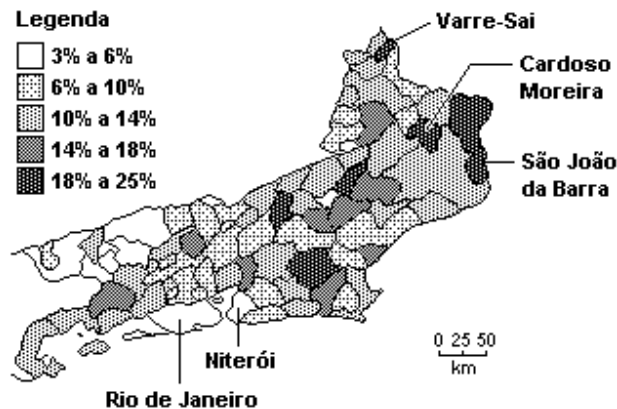 Legenda
3% a 6%
6% a 10%
10% a 14%
14% a 18%
18% a 25%
Varre-Sai
Cardoso
Moreira
São João
da Barra
Niterói
Rio de Janeiro
0 25 50
km